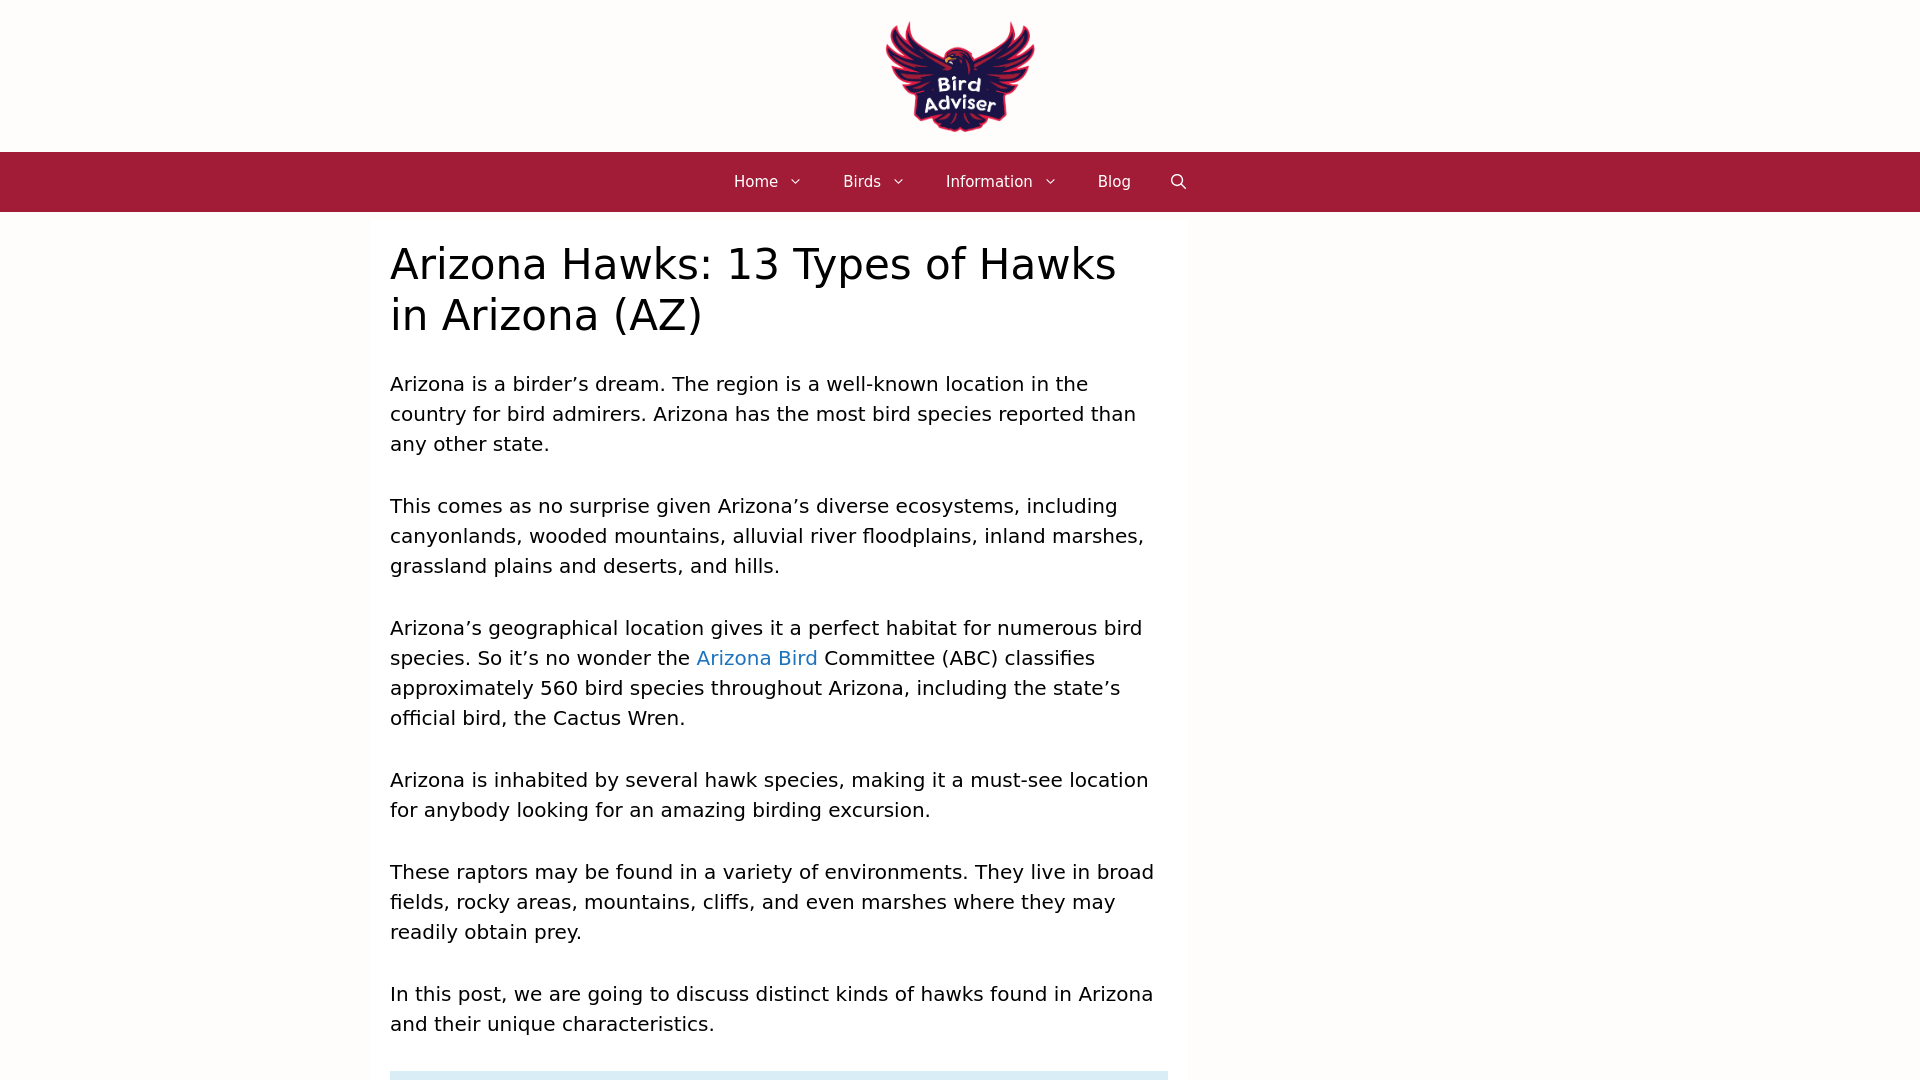 Bird
Adviser
Home
Birds
Information
Blog
Arizona Hawks: 13 Types of Hawks
in Arizona (AZ)
Arizona is a birder’s dream. The region is a well-known location in the
country for bird admirers. Arizona has the most bird species reported than
any other state.
This comes as no surprise given Arizona’s diverse ecosystems, including
canyonlands, wooded mountains, alluvial river floodplains, inland marshes,
grassland plains and deserts, and hills.
Arizona’s geographical location gives it a perfect habitat for numerous bird
species. So it’s no wonder the Arizona Bird Committee (ABC) classifies
approximately 560 bird species throughout Arizona, including the state’s
official bird, the Cactus Wren.
Arizona is inhabited by several hawk species, making it a must-see location
for anybody looking for an amazing birding excursion.
These raptors may be found in a variety of environments. They live in broad
fields, rocky areas, mountains, cliffs, and even marshes where they may
readily obtain prey.
In this post, we are going to discuss distinct kinds of hawks found in Arizona
and their unique characteristics.